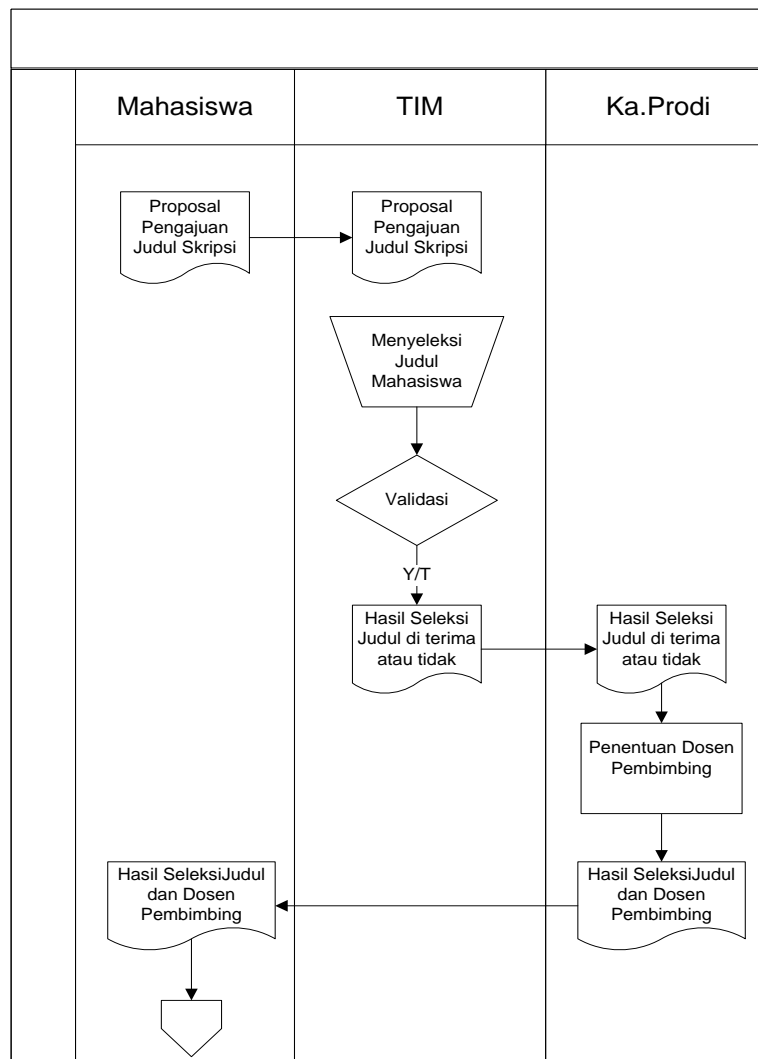 Mahasiswa
TIM
Ka.Prodi
Proposal
Pengajuan
Judul Skripsi
Proposal
Pengajuan
Judul Skripsi
Menyeleksi
Judul
Mahasiswa
Validasi
Y/T
Hasil Seleksi
Judul di terima
atau tidak
Hasil Seleksi
Judul di terima
atau tidak
Penentuan Dosen
Pembimbing
Hasil SeleksiJudul
dan Dosen
Pembimbing
Hasil SeleksiJudul
dan Dosen
Pembimbing